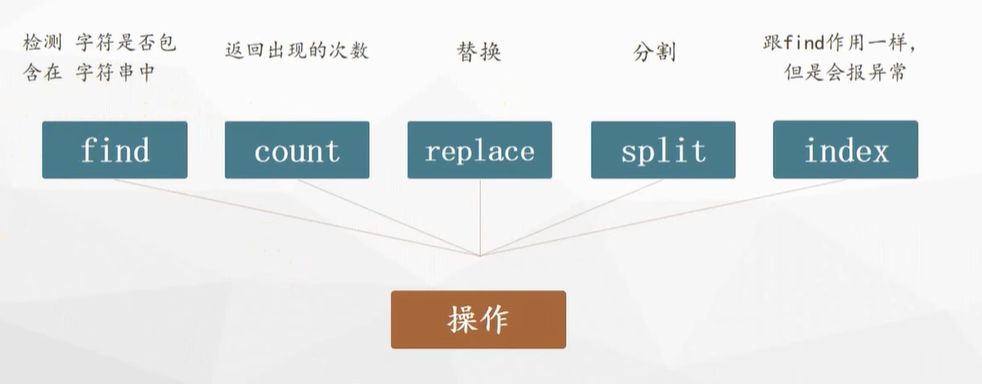 检测 字符是否包
含在 字符串中
返回出现的次数
替换
分割
跟find作用一样,
但是会报异常
find
count
replace
split
index
操作